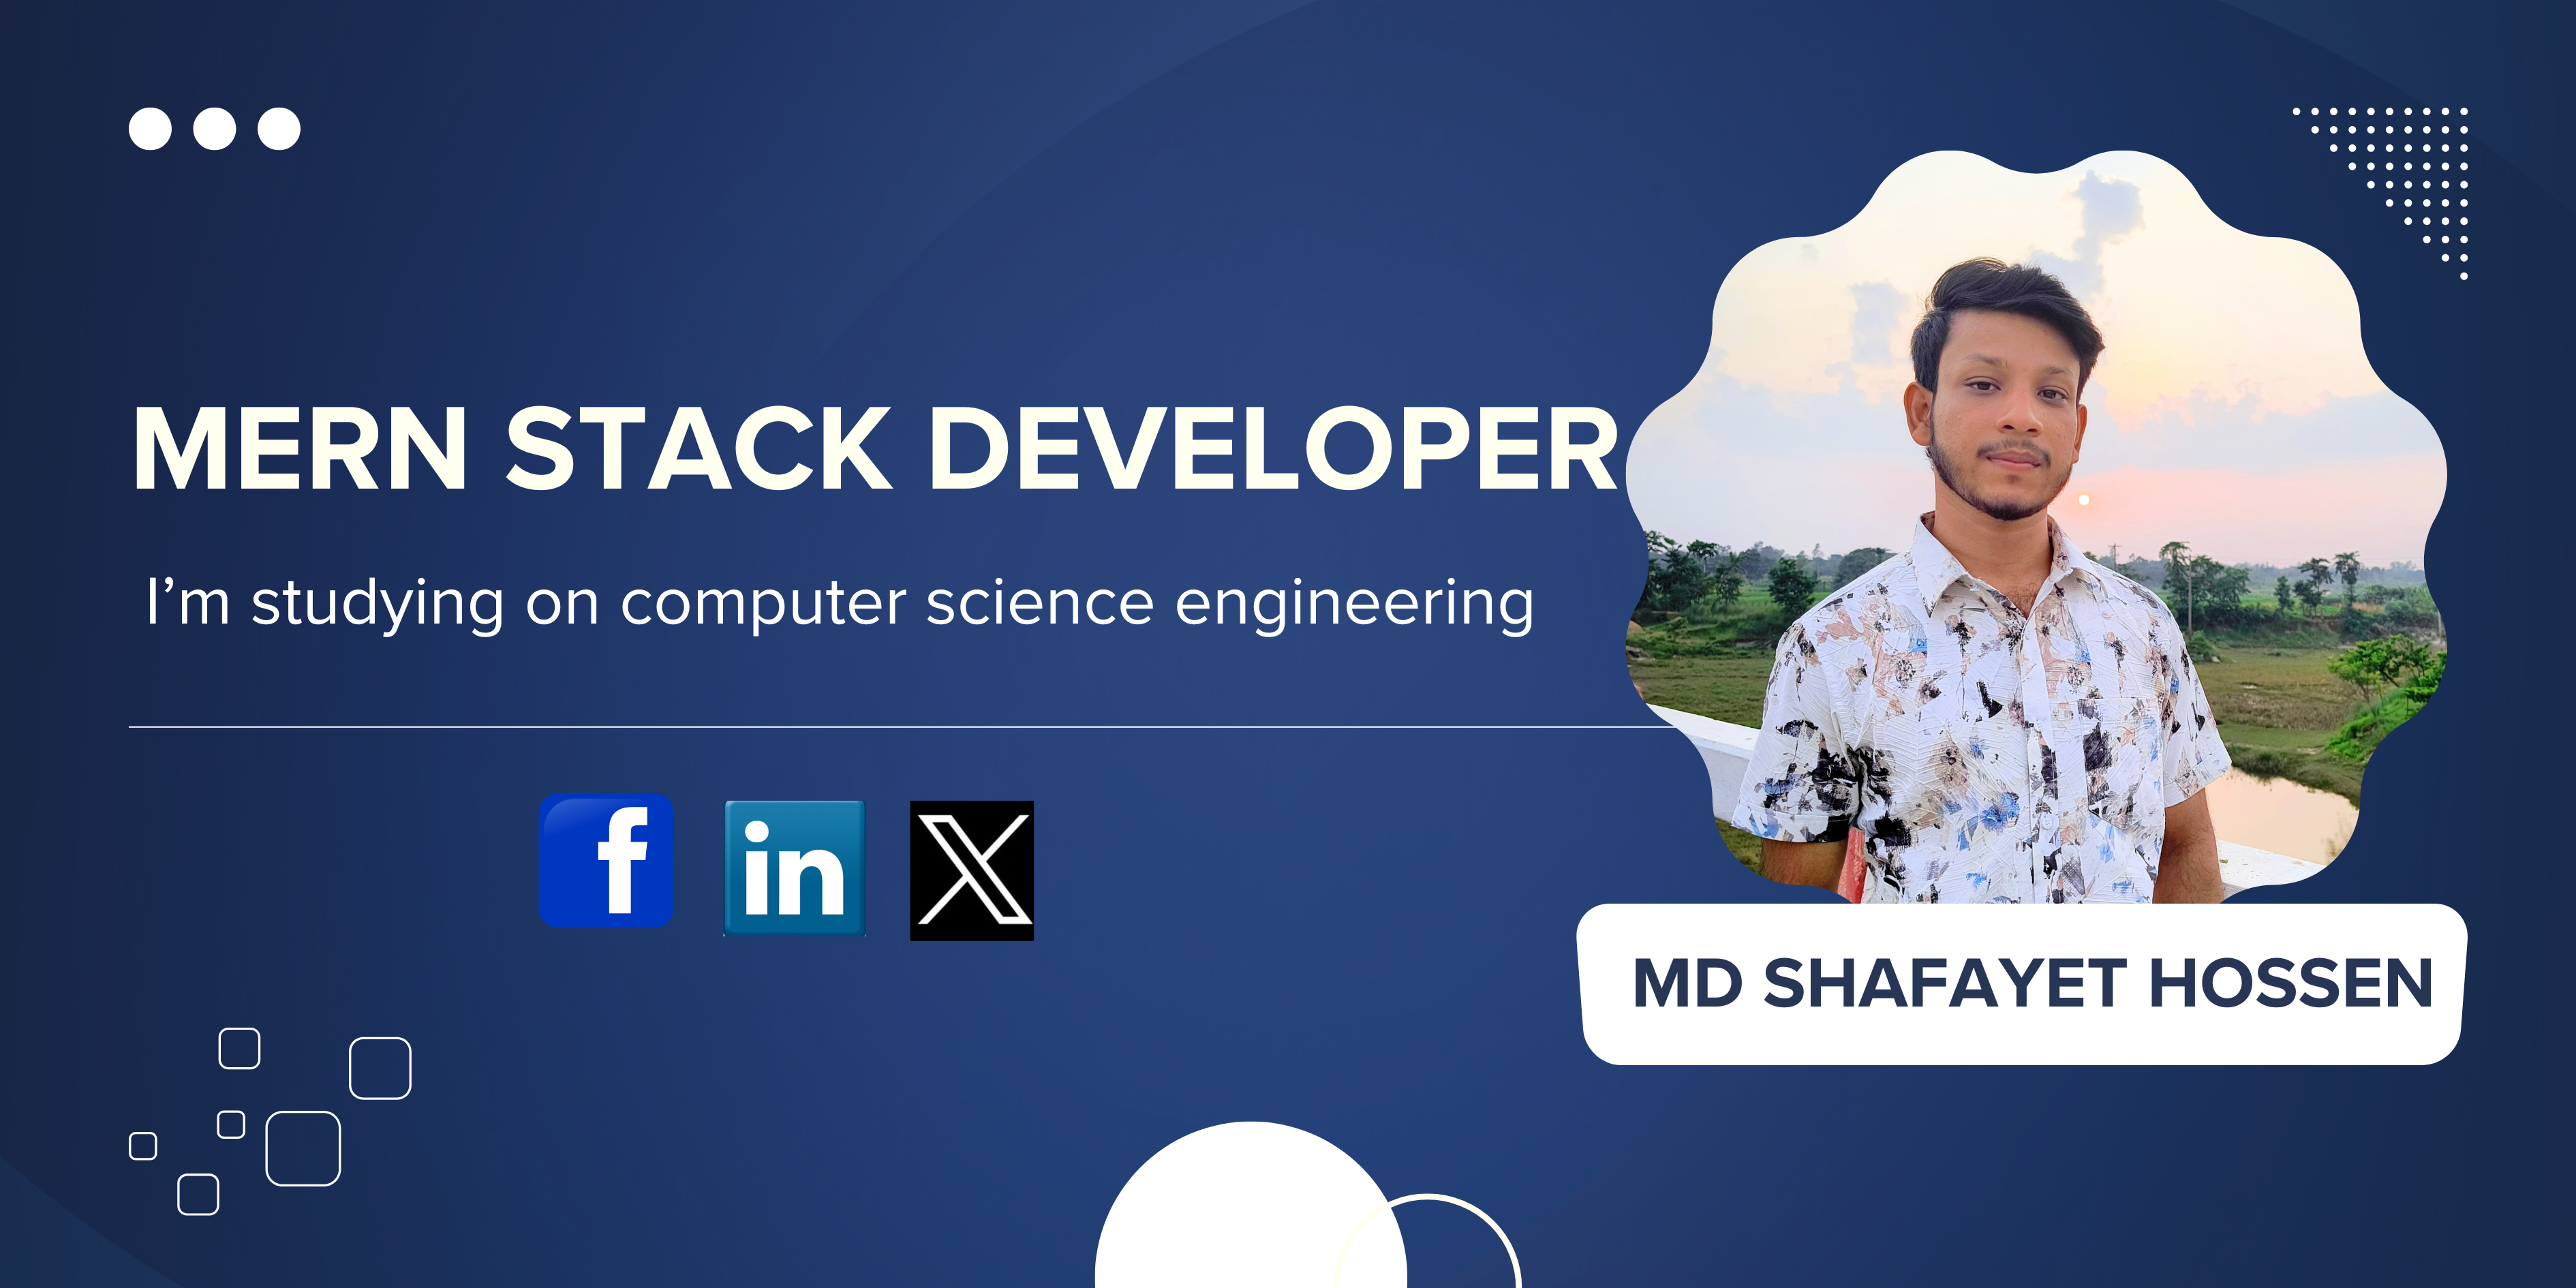 MERN STACK DEVELOPER
I’m studying on computer science engineering
f
in
X
MD SHAFAYET HOSSEN